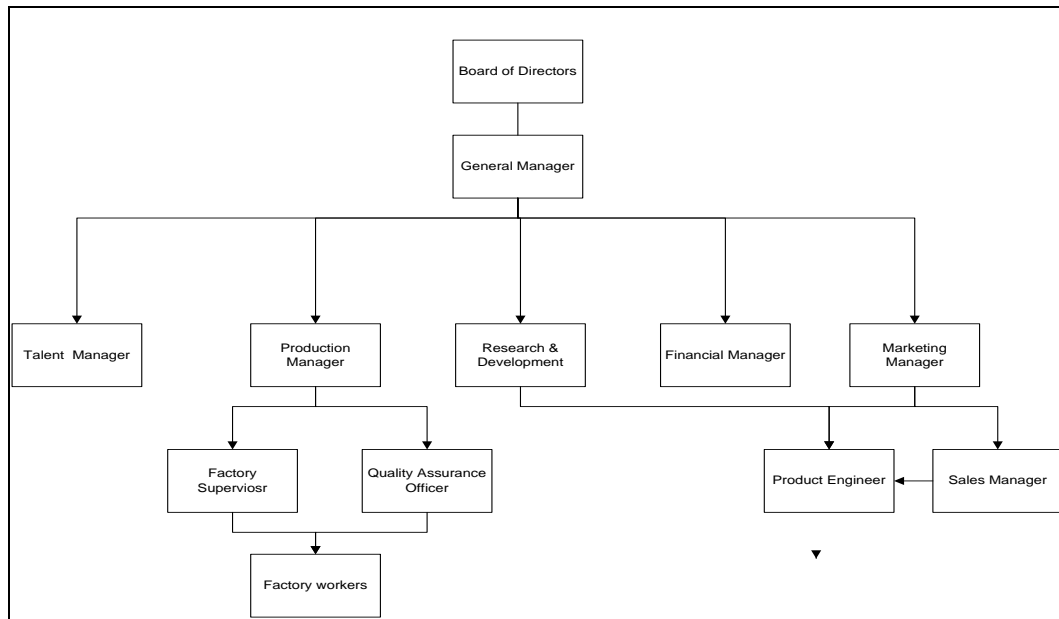 Board of Directors
General Manager
Talent Manager
Production
Manager
Research &
Development
Financial Manager
Marketing
Manager
Factory
Superviosr
Quality Assurance
Officer
Product Engineer
Sales Manager
Factory workers